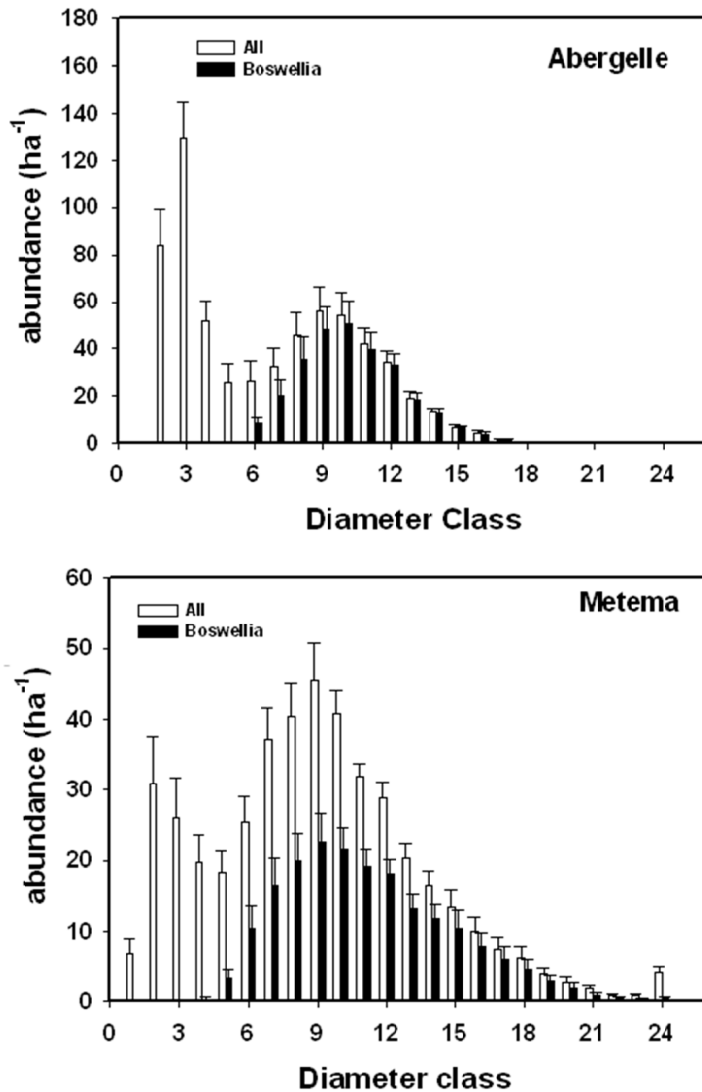 180
160
140
120
100
80
60
40
20
0
abundance (ha⁻¹)
All
Boswellia
Abergelle
0 3 6 9 12 15 18 21 24
Diameter Class
60
50
40
30
20
10
0
abundance (ha⁻¹)
All
Boswellia
Metema
0 3 6 9 12 15 18 21 24
Diameter class